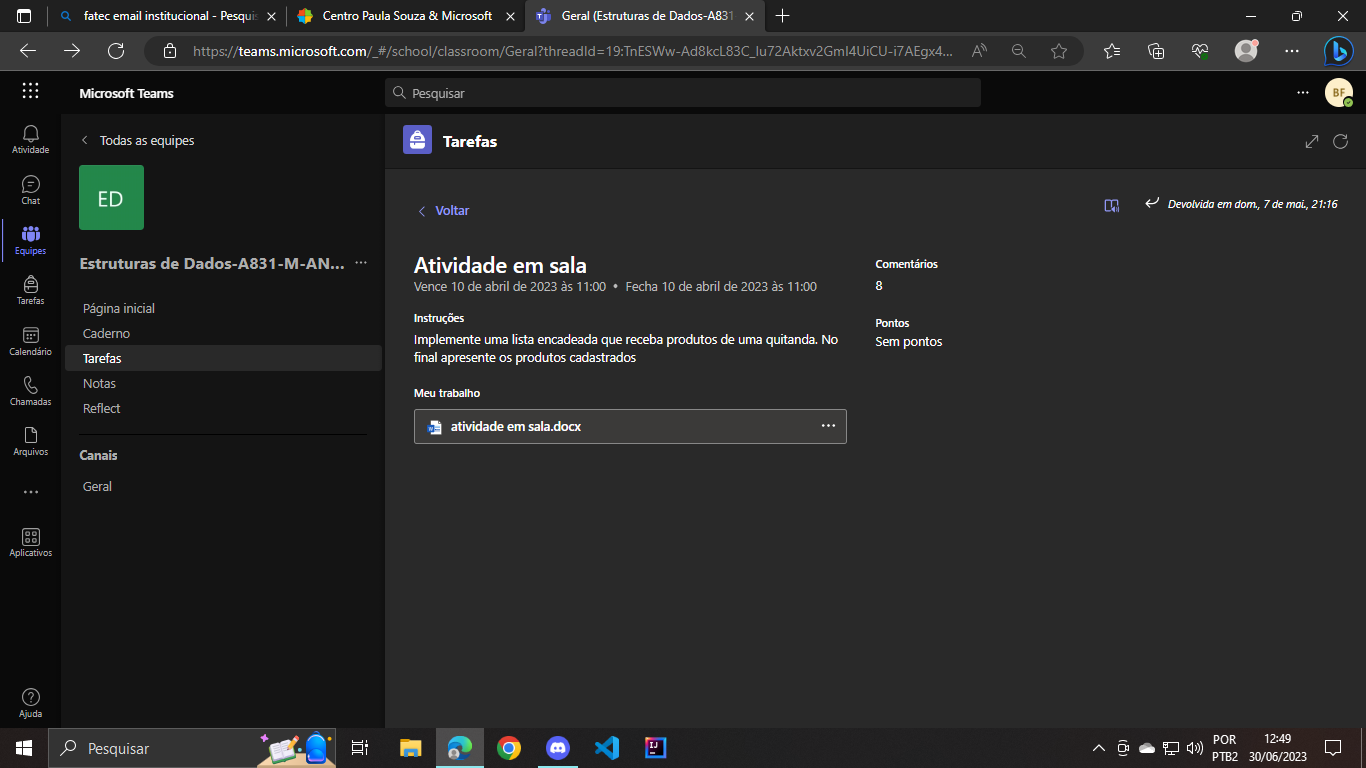 fatec email institucional - Pesquis
Centro Paula Souza & Microsoft
Geral (Estruturas de Dados-A831
https://teams.microsoft.com/_#/school/classroom/Geral?threadId=19:TnESWw-Ad8kcL83C_lu72Aktxv2GmI4UiCU-i7AEgx4...
Microsoft Teams
Pesquisar
BF
Atividade
Chat
Equipes
Tarefas
Calendário
Chamadas
Arquivos
Aplicativos
Ajuda
Todas as equipes
ED
Estruturas de Dados-A831-M-AN...
Página inicial
Caderno
Tarefas
Notas
Reflect
Canais
Geral
Tarefas
Voltar
Devolvida em dom., 7 de mai., 21:16
Atividade em sala
Vence 10 de abril de 2023 às 11:00 • Fecha 10 de abril de 2023 às 11:00
Instruções
Implemente uma lista encadeada que receba produtos de uma quitanda. No
final apresente os produtos cadastrados
Meu trabalho
atividade em sala.docx
Comentários
8
Pontos
Sem pontos
Pesquisar
POR
PTB2
12:49
30/06/2023